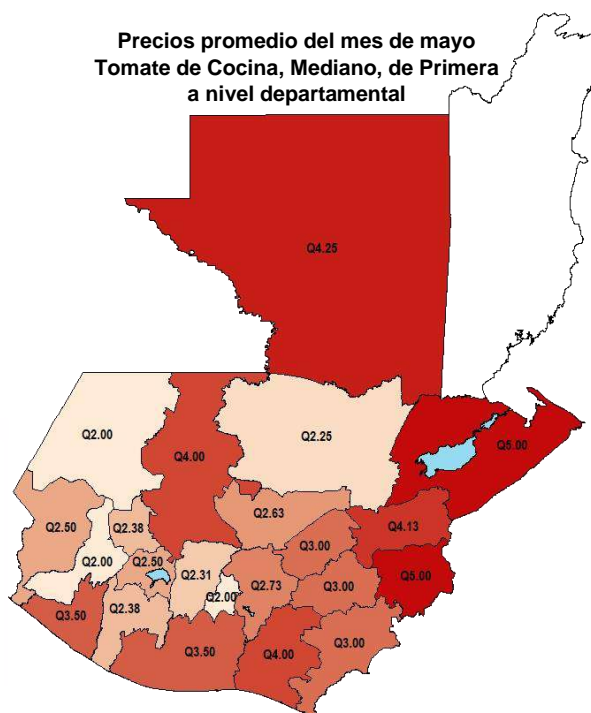 Precios promedio del mes de mayo
Tomate de Cocina, Mediano, de Primera
a nivel departamental
Q4.25
Q2.00
Q2.25
Q4.00
Q5.00
Q2.50
Q2.38
Q2.63
Q4.13
Q3.00
Q2.00
Q2.50
Q2.31
Q2.00
Q2.73
Q3.00
Q5.00
Q3.50
Q2.38
Q3.50
Q4.00
Q3.00